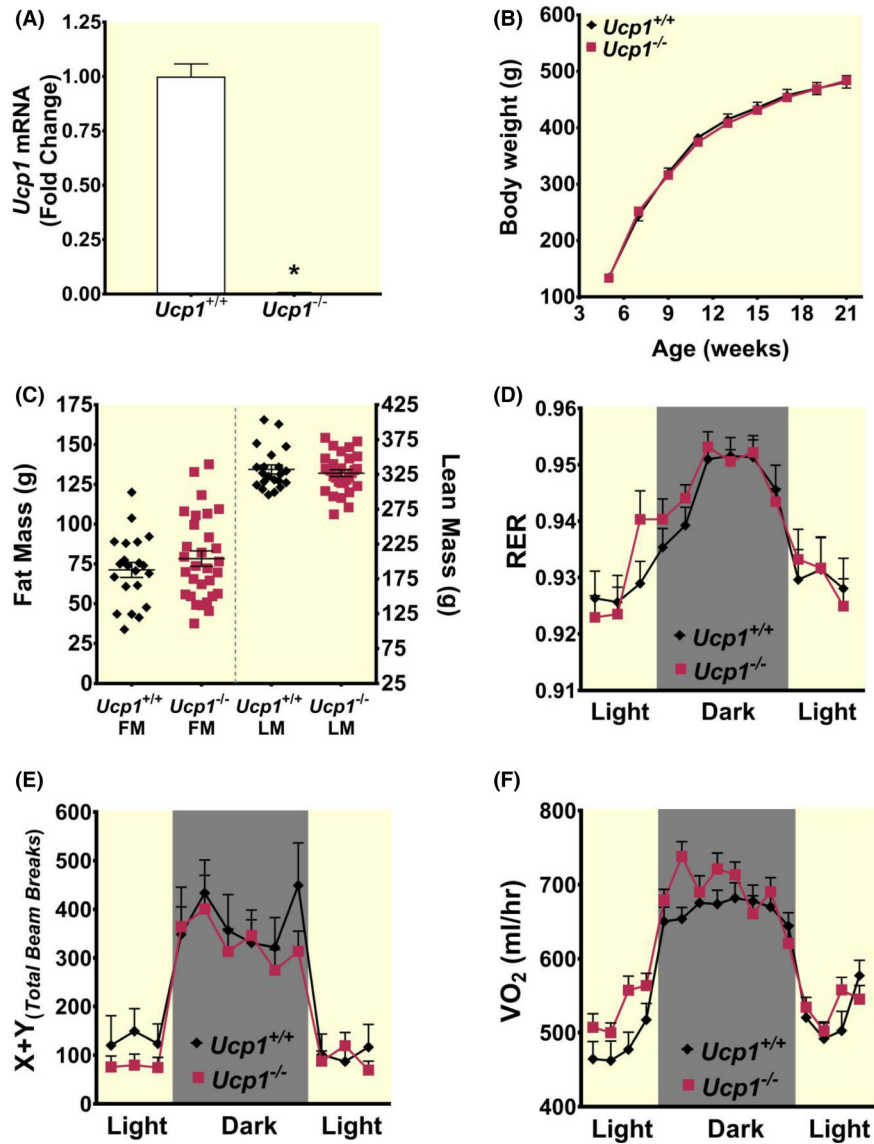 (A)
Ucp1 mRNA
(Fold Change)
1.25
1.00
0.75
0.50
0.25
0.00
*
Ucp1+/+
Ucp1-/-
(B)
Body weight (g)
600
500
400
300
200
100
Ucp1+/+
Ucp1-/-
3 6 9 12 15 18 21
Age (weeks)
(C)
Fat Mass (g)
175
150
125
100
75
50
25
0
425
375
325
275
225
175
125
75
25
Lean Mass (g)
Ucp1+/+ Ucp1-/- Ucp1+/+ Ucp1-/-
FM FM LM LM
(D)
RER
0.96
0.95
0.94
0.93
0.92
0.91
Ucp1+/+
Ucp1-/-
Light Dark Light
(E)
X+Y(Total Beam Breaks)
600
500
400
300
200
100
0
Ucp1+/+
Ucp1-/-
Light Dark Light
(F)
VO2 (ml/hr)
800
700
600
500
400
Ucp1+/+
Ucp1-/-
Light Dark Light